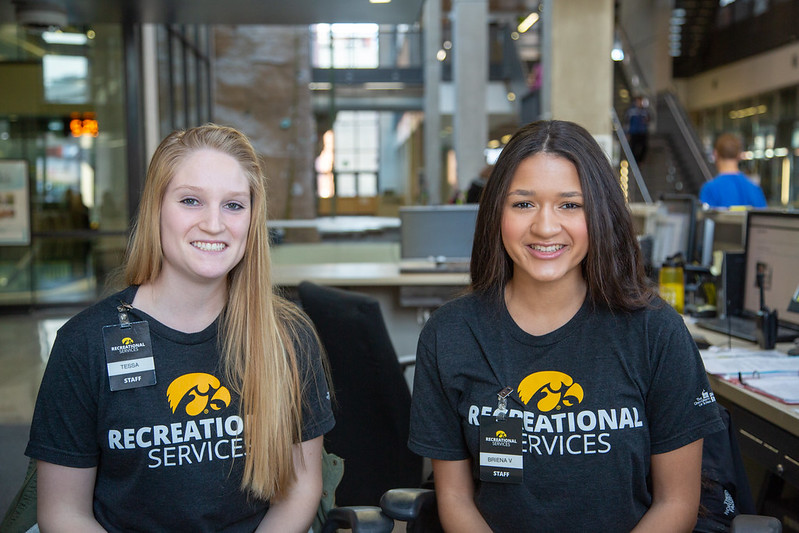 RECREATIONAL
SERVICES
TESSA
STAFF
RECREATIONAL
SERVICES
RECREATIONAL
SERVICES
BRIENA V
STAFF
RECREATIONAL
SERVICES